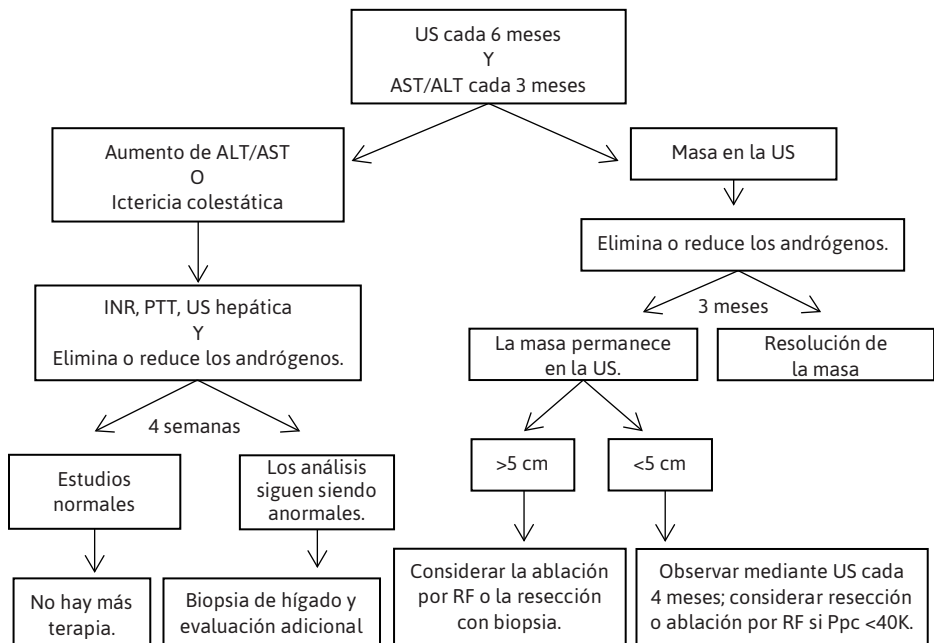 US cada 6 meses
Y
AST/ALT cada 3 meses
Aumento de ALT/AST
O
Ictericia colestática
Masa en la US
Elimina o reduce los andrógenos.
INR, PTT, US hepática
Y
Elimina o reduce los andrógenos.
3 meses
La masa permanece
en la US.
Resolución de
la masa
4 semanas
Estudios
normales
Los análisis
siguen siendo
anormales.
>5 cm
<5 cm
No hay más
terapia.
Biopsia de hígado y
evaluación adicional
Considerar la ablación
por RF o la resección
con biopsia.
Observar mediante US cada
4 meses; considerar resección
o ablación por RF si Ppc <40K.